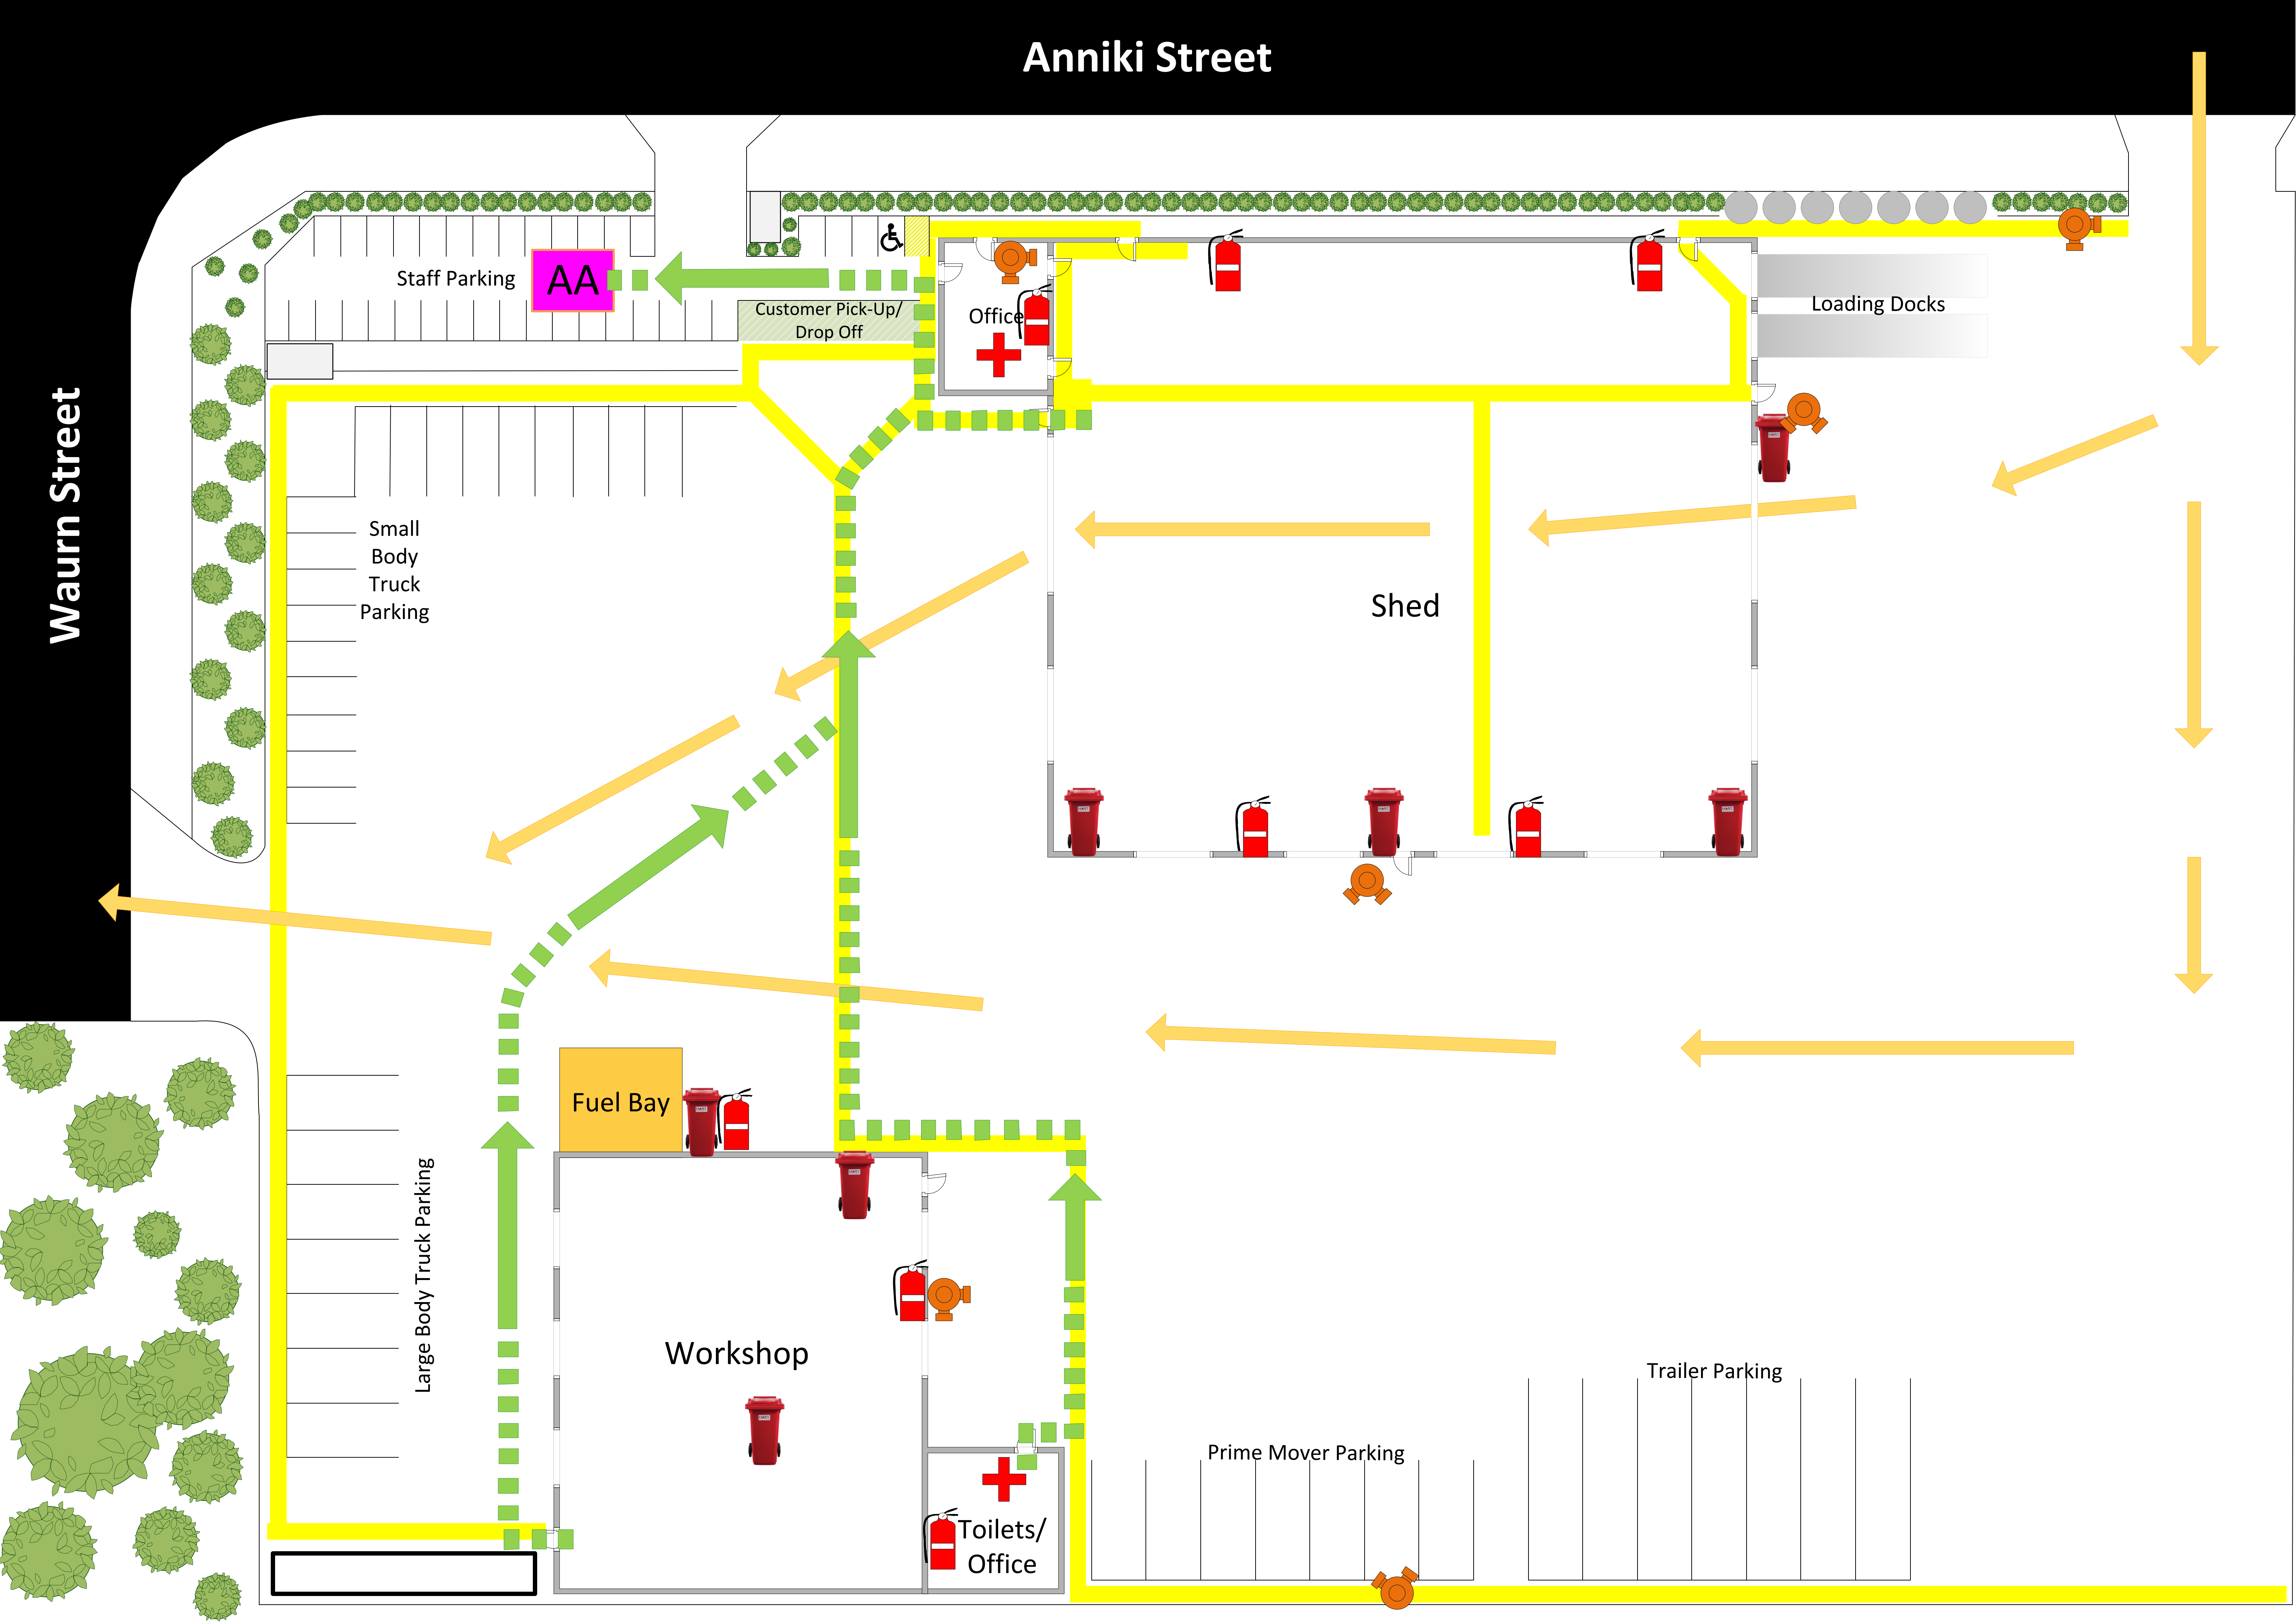 Anniki Street
Waurn Street
Staff Parking
AA
Customer Pick-Up/
Drop Off
Office
Loading Docks
Small
Body
Truck
Parking
Shed
Fuel Bay
Large Body Truck Parking
Workshop
Toilets/
Office
Prime Mover Parking
Trailer Parking